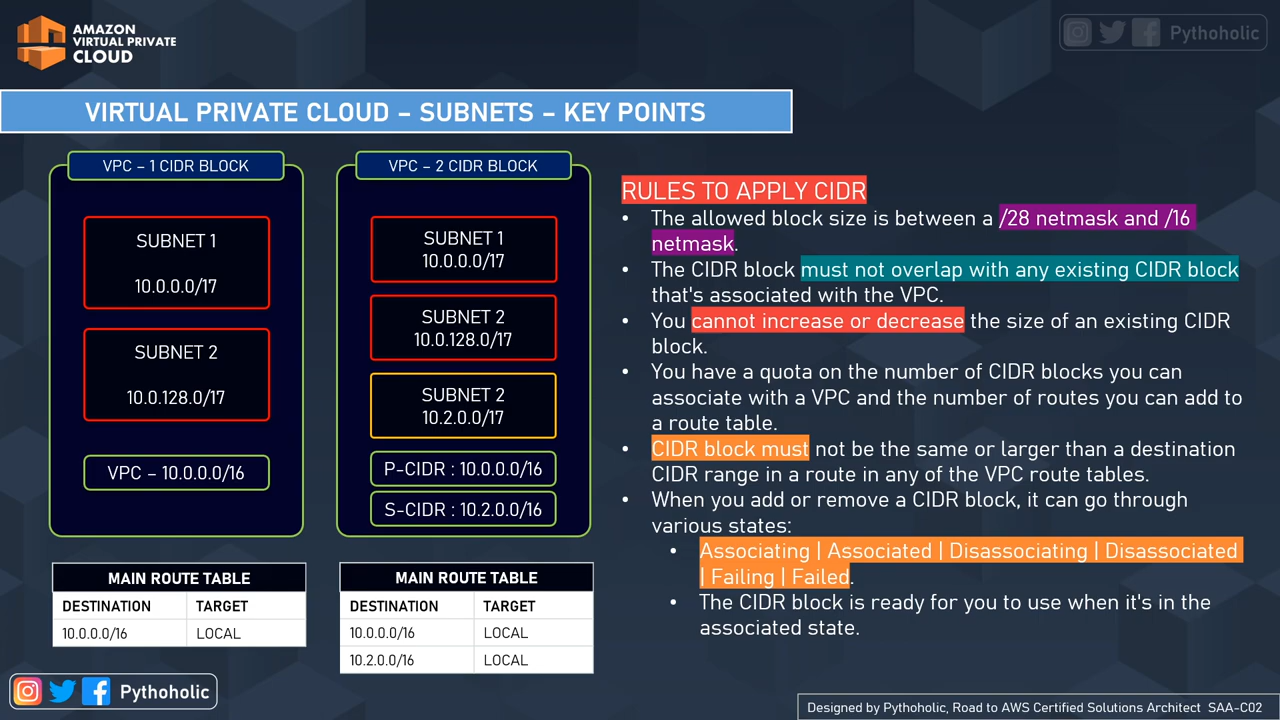 AMAZON
VIRTUAL PRIVATE
CLOUD
Pythoholic
VIRTUAL PRIVATE CLOUD – SUBNETS – KEY POINTS
VPC – 1 CIDR BLOCK
SUBNET 1
10.0.0.0/17
SUBNET 2
10.0.128.0/17
VPC – 10.0.0.0/16
MAIN ROUTE TABLE
DESTINATION TARGET
10.0.0.0/16 LOCAL
VPC – 2 CIDR BLOCK
SUBNET 1
10.0.0.0/17
SUBNET 2
10.0.128.0/17
SUBNET 2
10.2.0.0/17
P-CIDR : 10.0.0.0/16
S-CIDR : 10.2.0.0/16
MAIN ROUTE TABLE
DESTINATION TARGET
10.0.0.0/16 LOCAL
10.2.0.0/16 LOCAL
RULES TO APPLY CIDR
• The allowed block size is between a /28 netmask and /16
netmask.
• The CIDR block must not overlap with any existing CIDR block
that's associated with the VPC.
• You cannot increase or decrease the size of an existing CIDR
block.
• You have a quota on the number of CIDR blocks you can
associate with a VPC and the number of routes you can add to
a route table.
• CIDR block must not be the same or larger than a destination
CIDR range in a route in any of the VPC route tables.
• When you add or remove a CIDR block, it can go through
various states:
• Associating | Associated | Disassociating | Disassociated
| Failing | Failed.
• The CIDR block is ready for you to use when it's in the
associated state.
Pythoholic
Designed by Pythoholic, Road to AWS Certified Solutions Architect SAA-C02